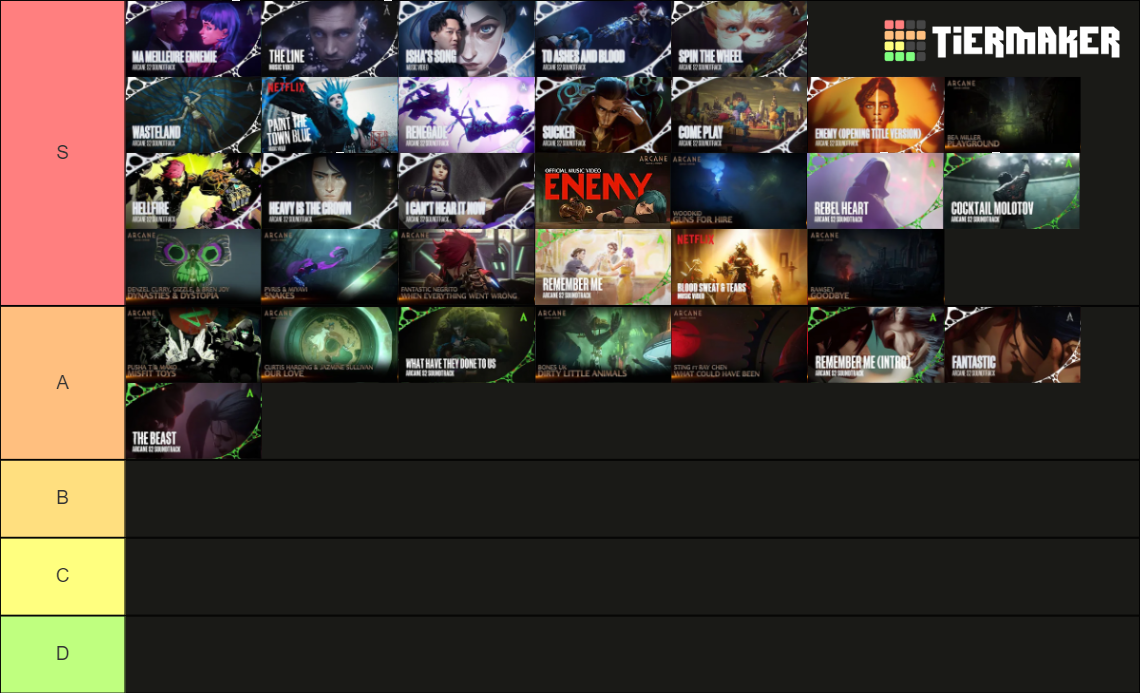 S
MA MEILLEURE ENNEMIE
ARCANE S2 SOUNDTRACK
THE LINE
MUSIC VIDEO
ISHA'S SONG
MUSIC VIDEO
TO ASHES AND BLOOD
ARCANE S2 SOUNDTRACK
SPIN THE WHEEL
ARCANE S2 SOUNDTRACK
TIERMAKER
WASTELAND
ARCANE S2 SOUNDTRACK
NETFLIX
PAINT THE
TOWN BLUE
MUSIC VIDEO
RENEGADE
ARCANE S2 SOUNDTRACK
SUCKER
ARCANE S2 SOUNDTRACK
COME PLAY
ARCANE S2 SOUNDTRACK
ENEMY (OPENING TITLE VERSION)
ARCANE S2 SOUNDTRACK
ARCANE
BEA MILLER
PLAYGROUND
HELLFIRE
ARCANE S2 SOUNDTRACK
HEAVY IS THE CROWN
ARCANE S2 SOUNDTRACK
I CAN'T HEAR IT NOW
ARCANE S2 SOUNDTRACK
ARCANE
OFFICIAL MUSIC VIDEO
ENEMY
ARCANE
WOODKID
GUNS FOR HIRE
REBEL HEART
ARCANE S2 SOUNDTRACK
COCKTAIL MOLOTOV
ARCANE S2 SOUNDTRACK
ARCANE
DENZEL CURRY, GIZZLE, & BREN JOY
DYNASTIES & DYSTOPIA
ARCANE
PVRIS & MIYAVI
SNAKES
ARCANE
FANTASTIC NEGRITO
WHEN EVERYTHING WENT WRONG
REMEMBER ME
ARCANE S2 SOUNDTRACK
NETFLIX
BLOOD SWEAT & TEARS
MUSIC VIDEO
ARCANE
RAMSEY
GOODBYE
A
ARCANE
PUSHA T & MAKO
MISFIT TOYS
ARCANE
CURTIS HARDING & JAZMINE SULLIVAN
OUR LOVE
WHAT HAVE THEY DONE TO US
ARCANE S2 SOUNDTRACK
ARCANE
BONES UK
DIRTY LITTLE ANIMALS
ARCANE
STING FT RAY CHEN
WHAT COULD HAVE BEEN
REMEMBER ME (INTRO)
ARCANE S2 SOUNDTRACK
FANTASTIC
ARCANE S2 SOUNDTRACK
THE BEAST
ARCANE S2 SOUNDTRACK
B
C
D